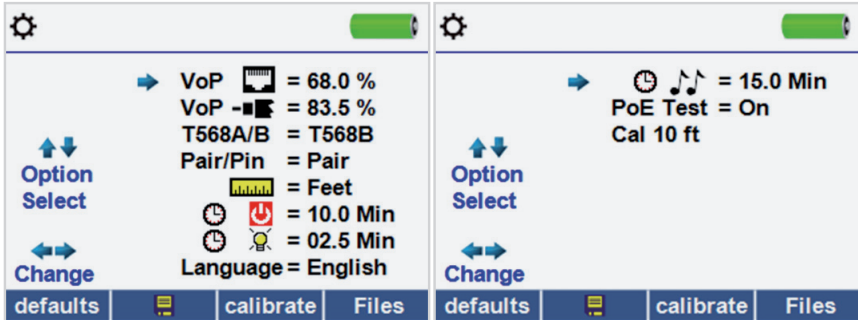 VoP = 68.0 %
VoP = 83.5 %
T568A/B = T568B
Pair/Pin = Pair
= Feet
= 10.0 Min
= 02.5 Min
Language = English
Option
Select
Change
defaults calibrate Files
= 15.0 Min
PoE Test = On
Cal 10 ft
Option
Select
Change
defaults calibrate Files